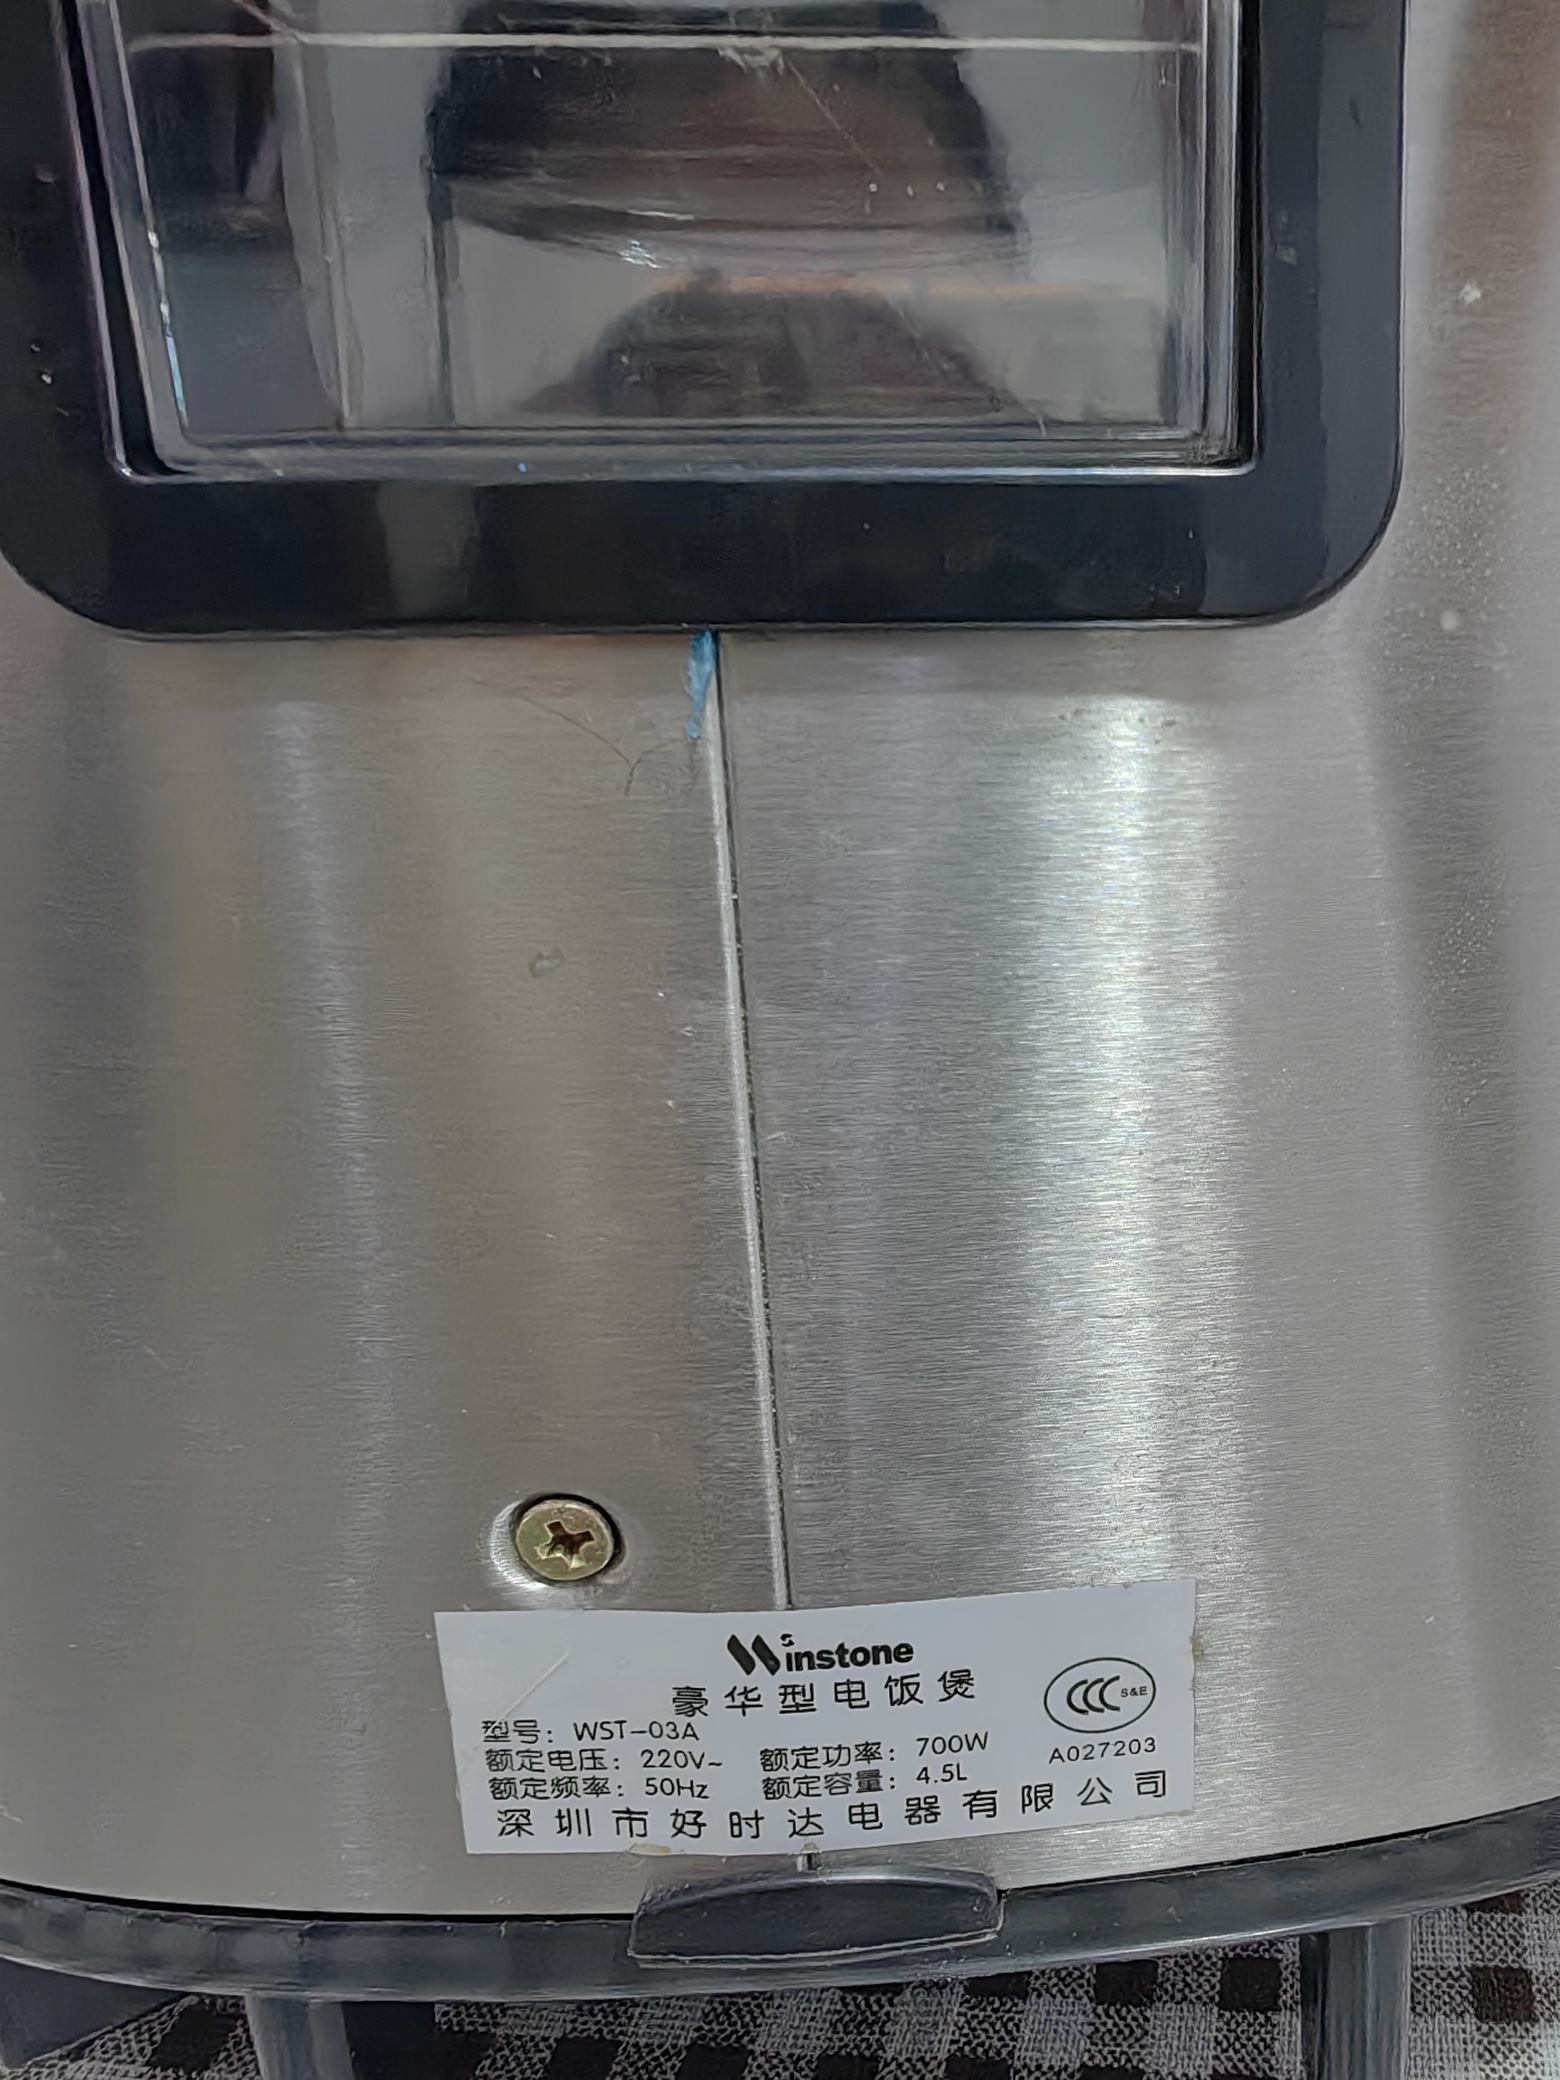 Winstone
豪华型电饭煲
型号：WST-03A
额定电压：220V~ 额定功率：700W
额定频率：50Hz 额定容量：4.5L
深圳市好时达电器有限公司
CCC S&E
A027203